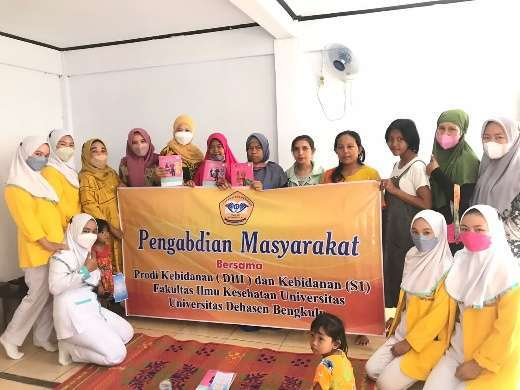 Pengabdian Masyarakat
Bersama
Prodi Kebidanan (DIII) dan Kebidanan (S1)
Fakultas Ilmu Kesehatan Universitas
Universitas Dehasen Bengkulu